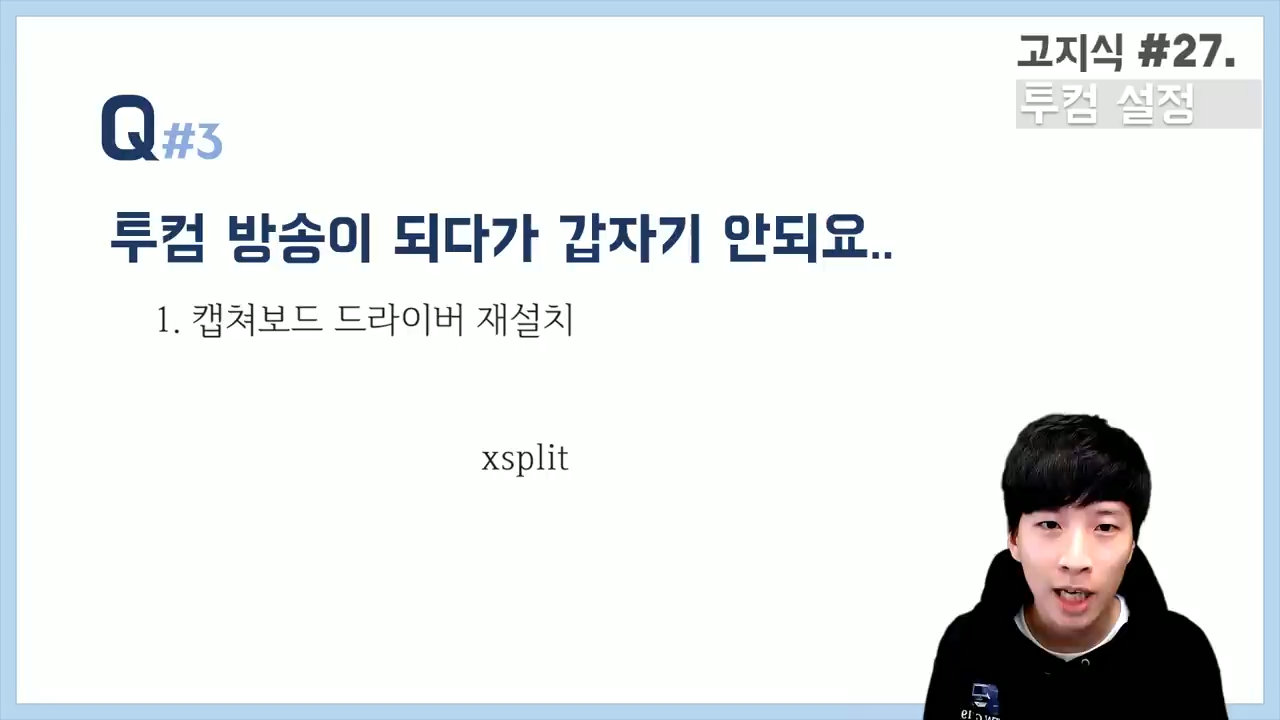 고지식 #27.
투컴 설정
Q#3
투컴 방송이 되다가 갑자기 안되요..
1. 캡쳐보드 드라이버 재설치
xsplit